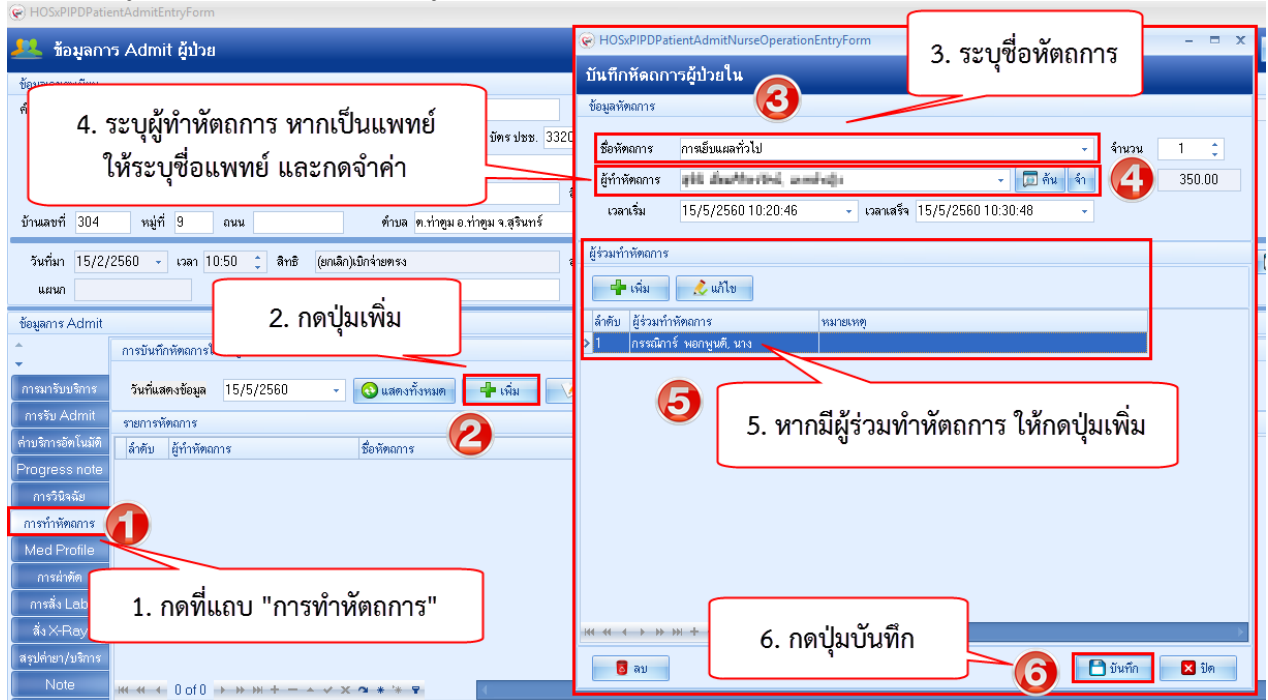 HOSxPIPDPatientAdmitEntryForm
ข้อมูลการ Admit ผู้ป่วย
4. ระบุผู้ทำหัตถการ หากเป็นแพทย์
ให้ระบุชื่อแพทย์ และกดจำค่า
บัตร ปชช. 3320
บ้านเลขที่ 304 หมู่ที่ 9 ถนน ตำบล ต.ท่าตูม อ.ท่าตูม จ.สุรินทร์
วันที่มา 15/2/2560 เวลา 10:50 สิทธิ (ยกเลิก)เบิกจ่ายตรง
แผนก
2. กดปุ่มเพิ่ม
ข้อมูลการ Admit
การบันทึกหัตถการ
วันที่แสดงข้อมูล 15/5/2560 แสดงทั้งหมด เพิ่ม
2
รายการหัตถการ
ลำดับ ผู้ทำหัตถการ ชื่อหัตถการ
การมารับบริการ
การรับ Admit
ค่าบริการอัตโนมัติ
Progress note
การวินิจฉัย
การทำหัตถการ
1
Med Profile
การผ่าตัด
การสั่ง Lab
สั่ง X-Ray
สรุปค่ายา/บริการ
Note
1. กดที่แถบ "การทำหัตถการ"
0 of 0
HOSxPIPDPatientAdmitNurseOperationEntryForm
3. ระบุชื่อหัตถการ
บันทึกหัตถการผู้ป่วยใน
3
ข้อมูลหัตถการ
ชื่อหัตถการ การเย็บแผลทั่วไป จำนวน 1
ผู้ทำหัตถการ ค้น จำ 4 350.00
เวลาเริ่ม 15/5/2560 10:20:46 เวลาเสร็จ 15/5/2560 10:30:48
ผู้ร่วมทำหัตถการ
เพิ่ม แก้ไข
ลำดับ ผู้ร่วมทำหัตถการ หมายเหตุ
1 กรรณิการ์ พอกพูนดี, นาง
5
5. หากมีผู้ร่วมทำหัตถการ ให้กดปุ่มเพิ่ม
6. กดปุ่มบันทึก
ลบ 6 บันทึก ปิด